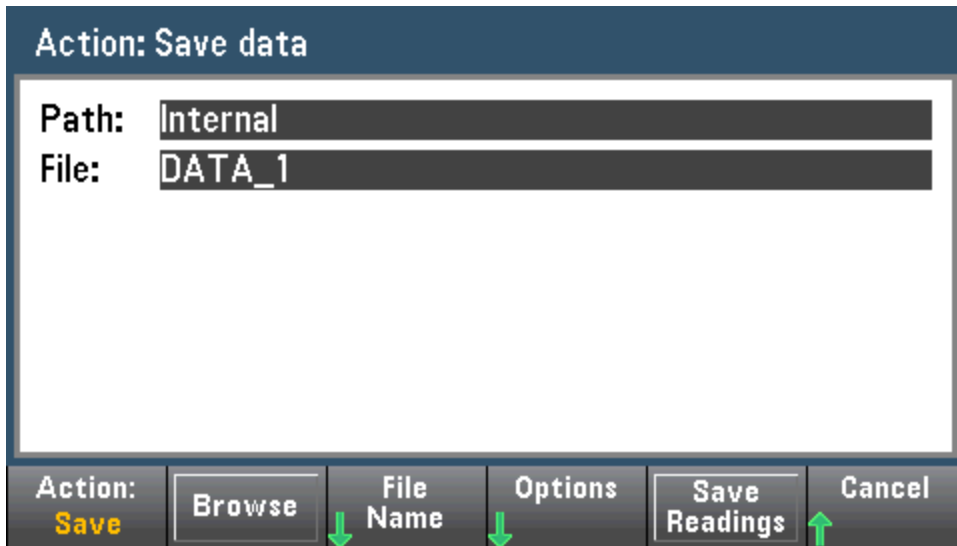 Action: Save data
Path: Internal
File: DATA_1
Action:
Save
Browse
File
Name
Options
Save
Readings
Cancel